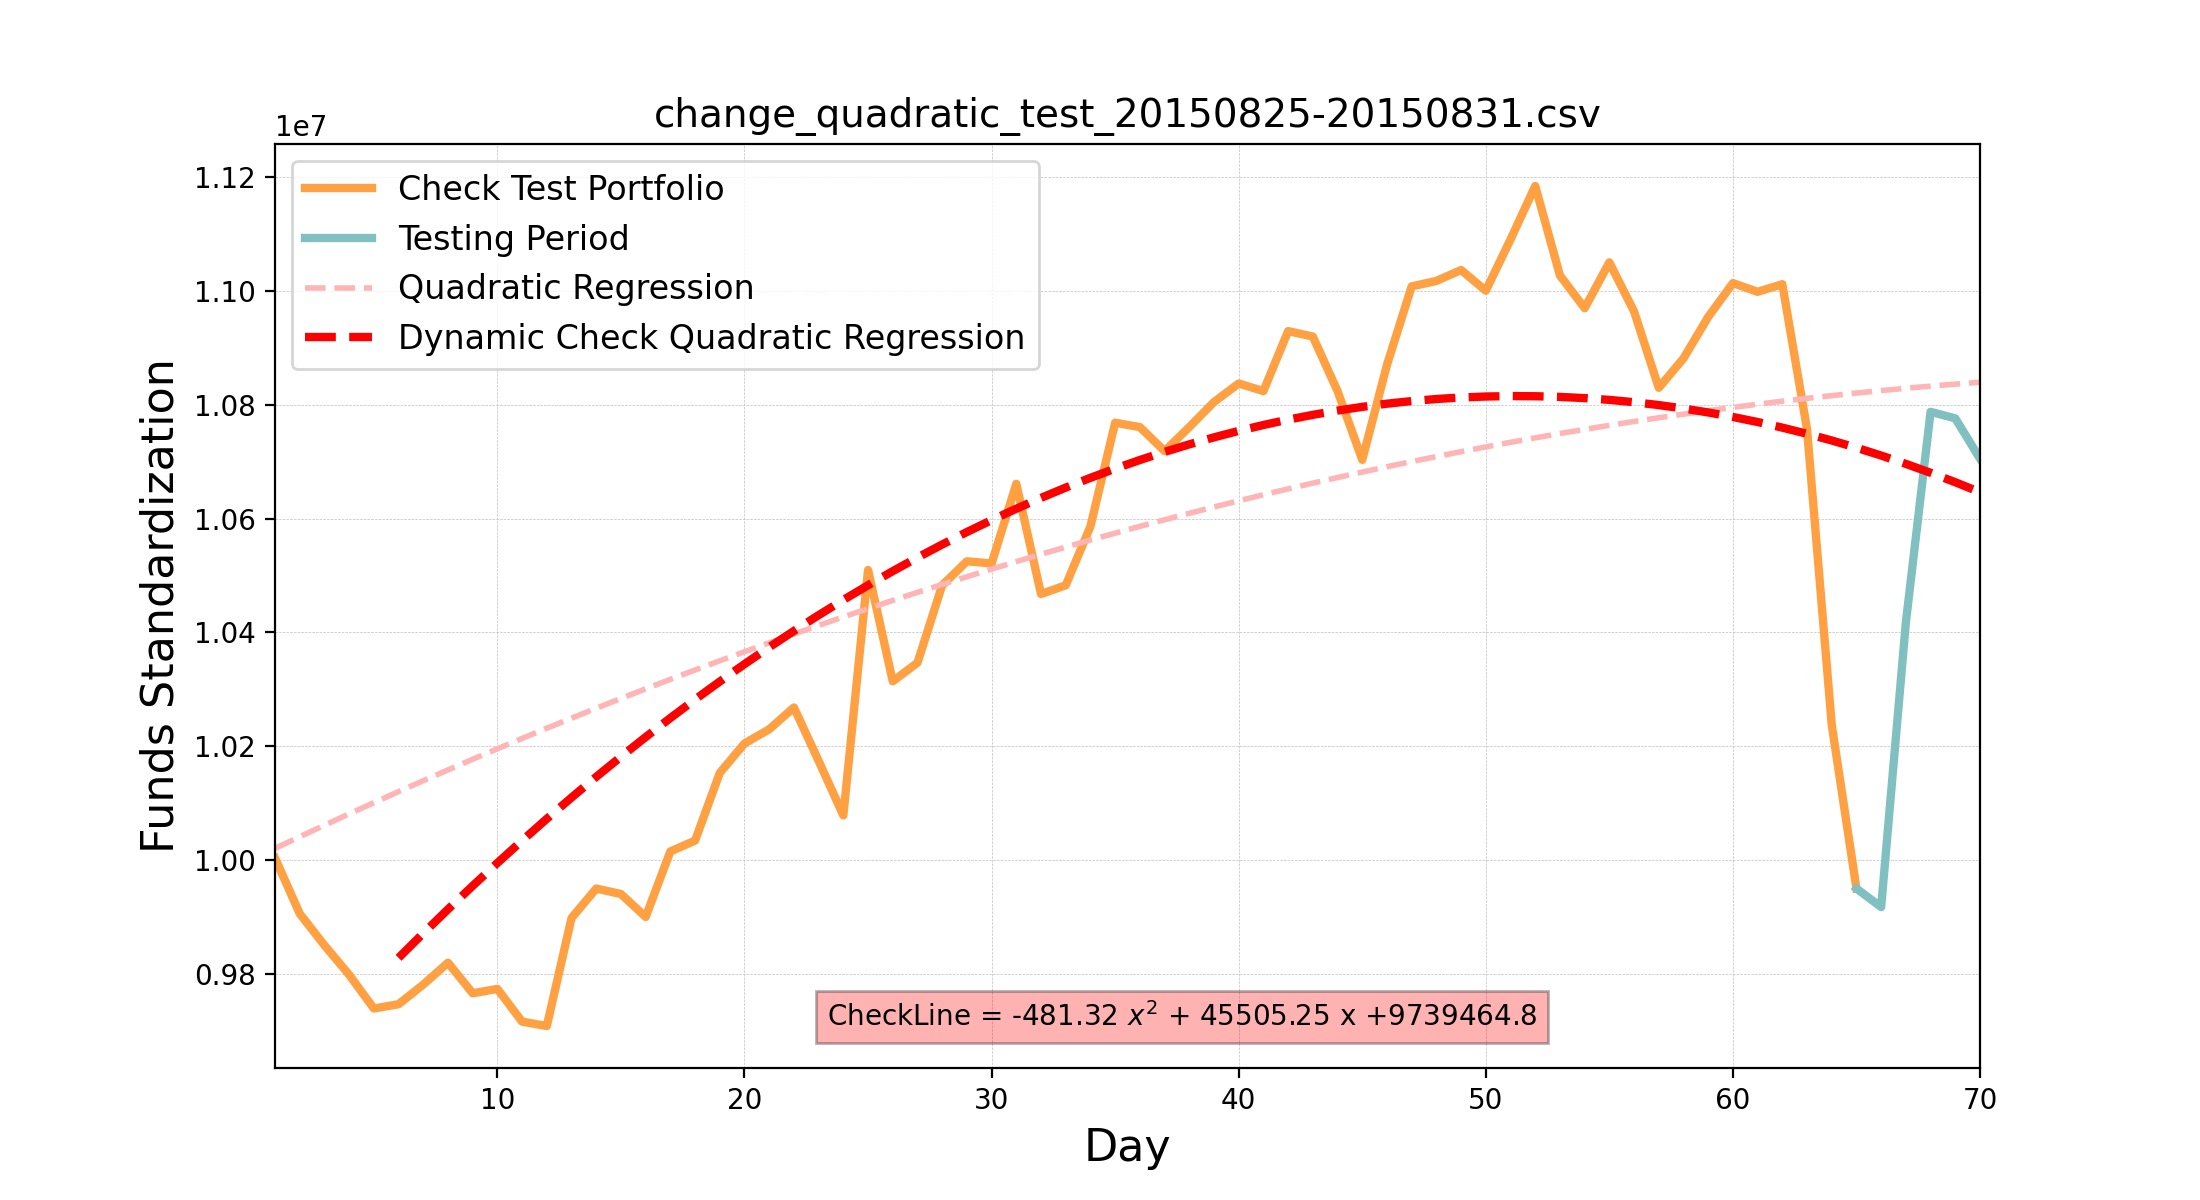 change_quadratic_test_20150825-20150831.csv
1e7
Check Test Portfolio
Testing Period
Quadratic Regression
Dynamic Check Quadratic Regression
1.12
1.10
1.08
1.06
1.04
1.02
1.00
0.98
Funds Standardization
CheckLine = -481.32 x² + 45505.25 x +9739464.8
10 20 30 40 50 60 70
Day